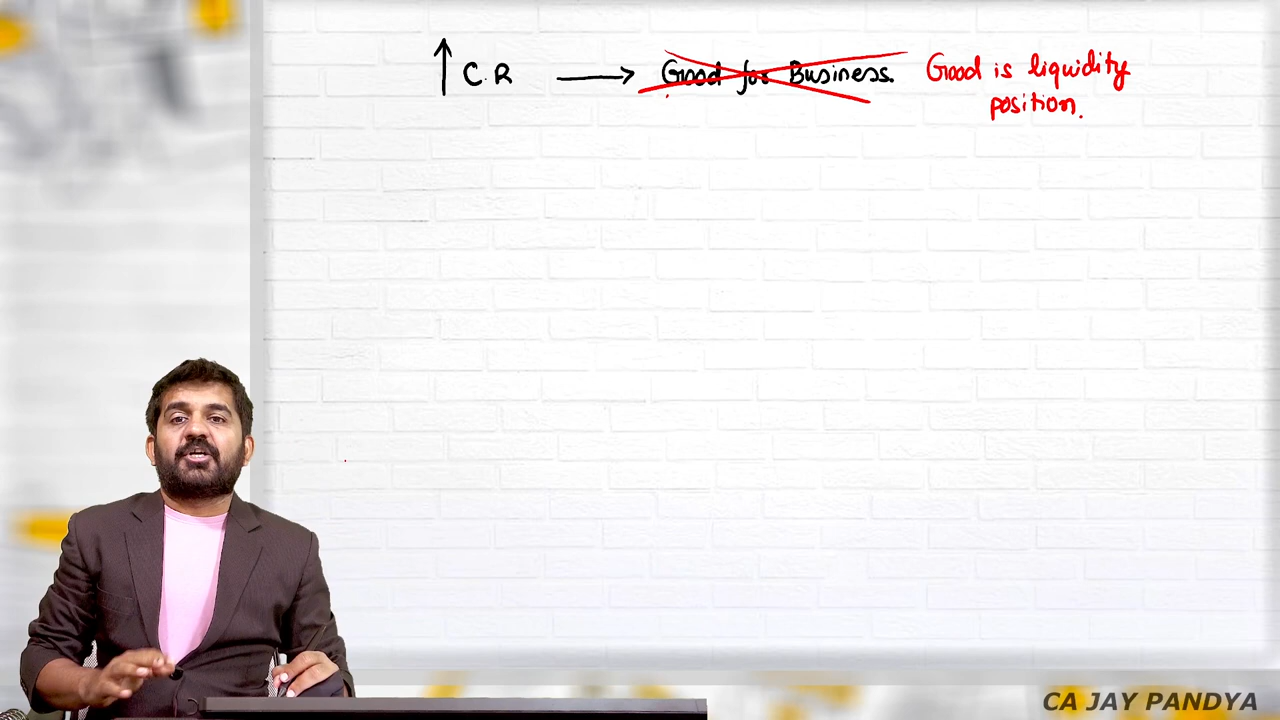 ↑ C.R → Good for Business. Good is liquidity
position.
CA JAY PANDYA